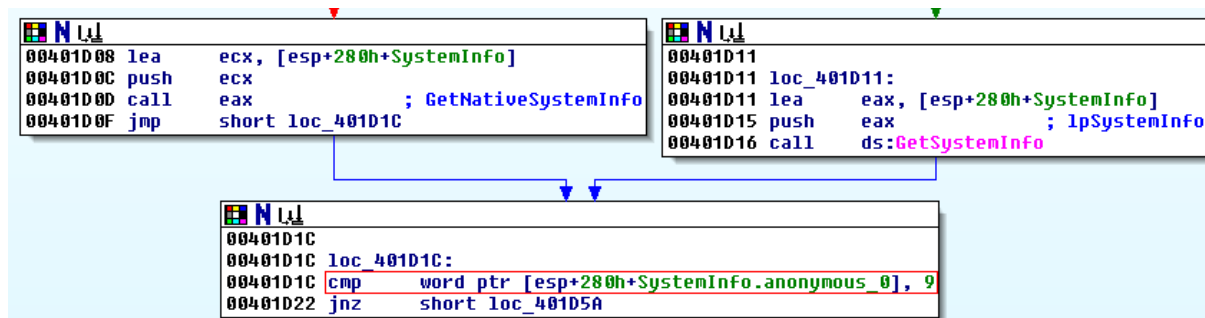 00401D08 lea ecx, [esp+280h+SystemInfo]
00401D0C push ecx
00401D0D call eax ; GetNativeSystemInfo
00401D0F jmp short loc_401D1C
00401D11
00401D11 loc_401D11:
00401D11 lea eax, [esp+280h+SystemInfo]
00401D15 push eax ; lpSystemInfo
00401D16 call ds:GetSystemInfo
00401D1C
00401D1C loc_401D1C:
00401D1C cmp word ptr [esp+280h+SystemInfo.anonymous_0], 9
00401D22 jnz short loc_401D5A